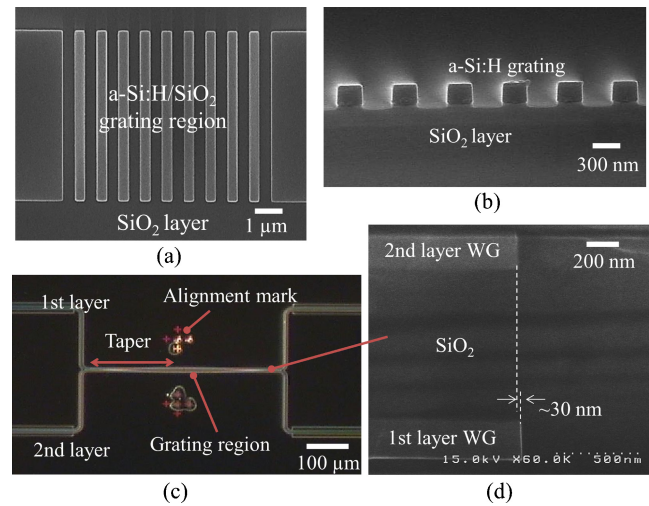 a-Si:H/SiO2
grating region
SiO2 layer
1 µm
(a)
a-Si:H grating
SiO2 layer
300 nm
(b)
1st layer
Alignment mark
Taper
2nd layer
Grating region
100 µm
(c)
2nd layer WG
200 nm
SiO2
~30 nm
1st layer WG
15.0kV X60.0K 500nm
(d)